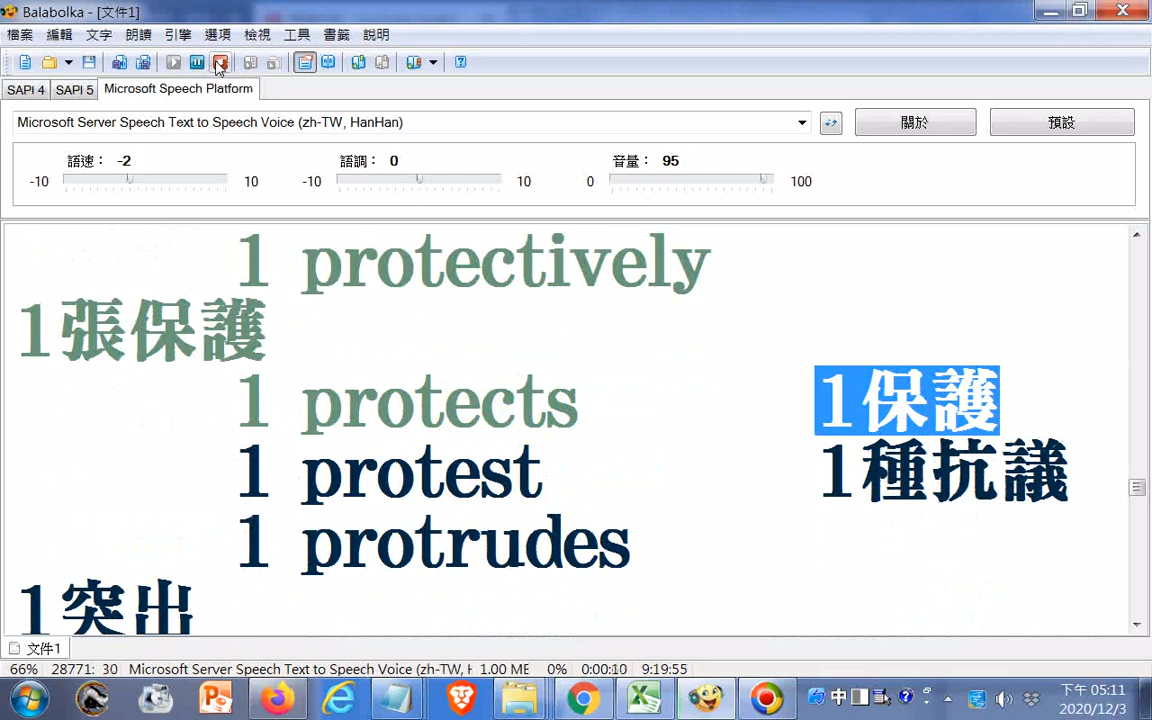 Balabolka - [文件1]
檔案 編輯 文字 朗讀 引擎 選項 檢視 工具 書籤 說明
SAPI 4 SAPI 5 Microsoft Speech Platform
Microsoft Server Speech Text to Speech Voice (zh-TW, HanHan) 關於 預設
語速： -2 語調： 0 音量： 95
-10 10 -10 10 0 100
1 protectively
1張保護
1 protects 1保護
1 protest 1種抗議
1 protrudes
1突出
文件1
66% 28771: 30 Microsoft Server Speech Text to Speech Voice (zh-TW, H 1.00 ME 0% 0:00:10 9:19:55
中
下午 05:11
2020/12/3